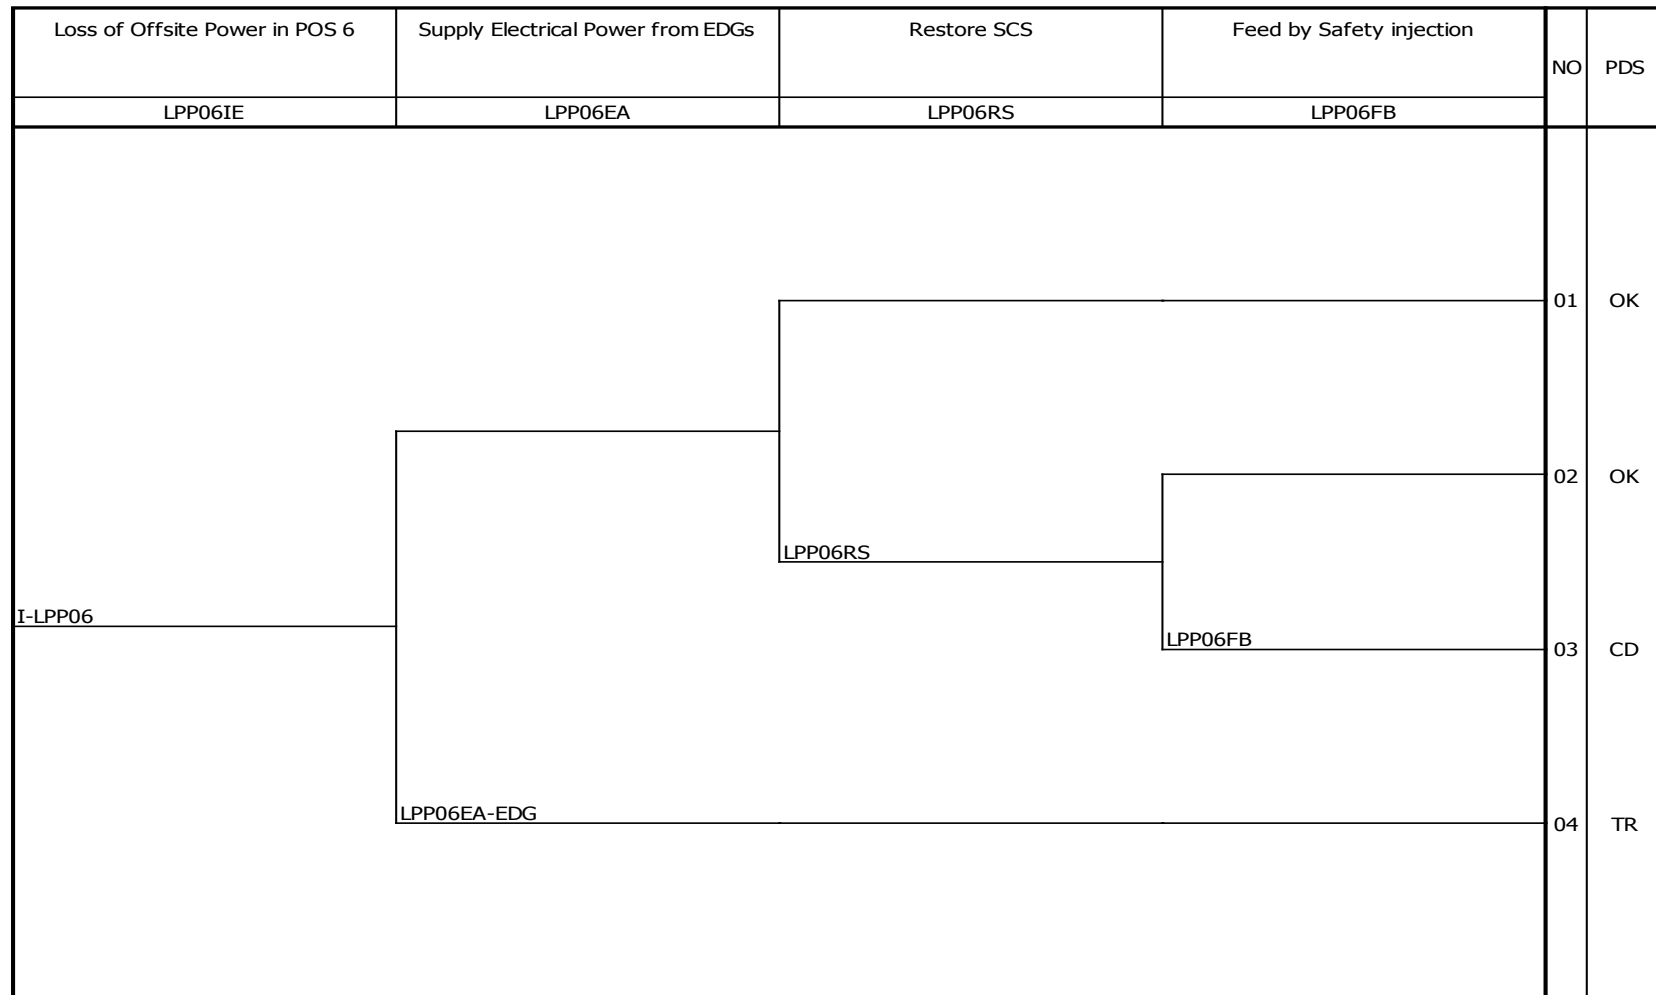 Loss of Offsite Power in POS 6
Supply Electrical Power from EDGs
Restore SCS
Feed by Safety injection
NO
PDS
LPP06IE
LPP06EA
LPP06RS
LPP06FB
01
OK
02
OK
LPP06RS
I-LPP06
LPP06FB
03
CD
LPP06EA-EDG
04
TR